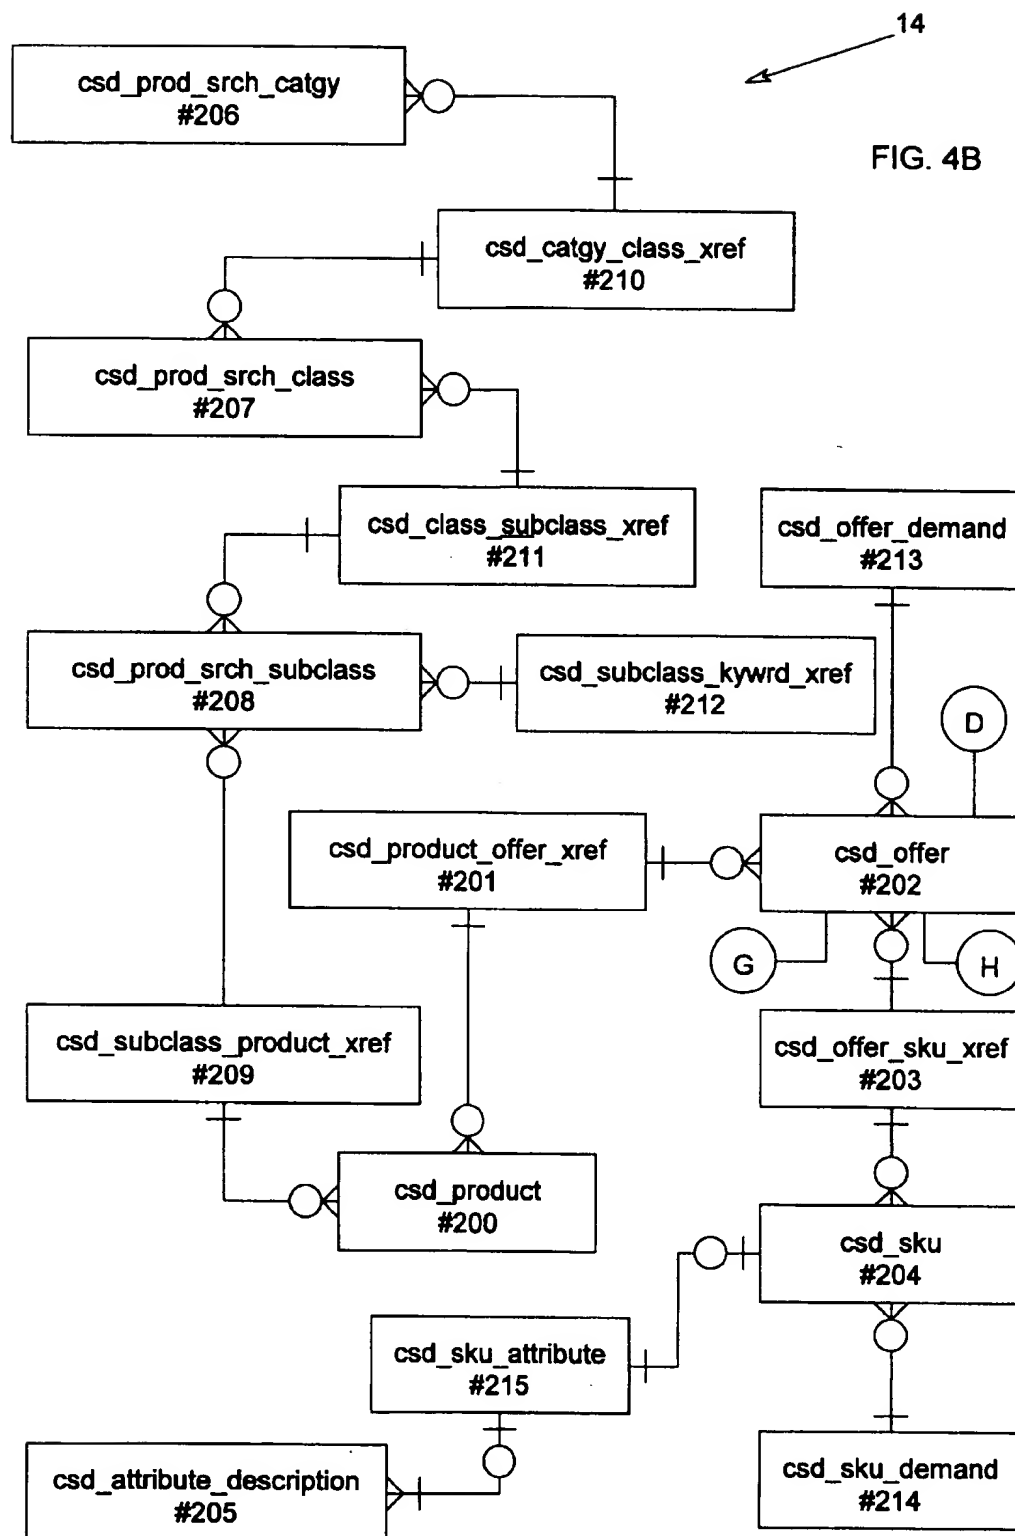 14
csd_prod_srch_catgy
#206
FIG. 4B
csd_catgy_class_xref
#210
csd_prod_srch_class
#207
csd_class_subclass_xref
#211
csd_offer_demand
#213
csd_prod_srch_subclass
#208
csd_subclass_kywrd_xref
#212
D
csd_product_offer_xref
#201
csd_offer
#202
G
H
csd_subclass_product_xref
#209
csd_offer_sku_xref
#203
csd_product
#200
csd_sku
#204
csd_sku_attribute
#215
csd_attribute_description
#205
csd_sku_demand
#214